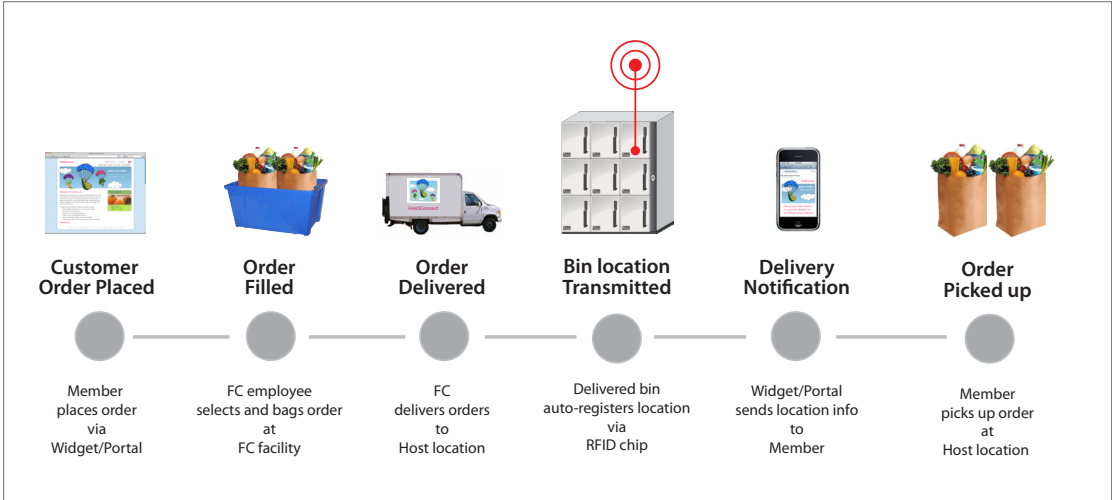 FreshConnect
Customer
Order Placed
Order
Filled
Order
Delivered
Bin location
Transmitted
Delivery
Notification
Order
Picked up
Member
places order
via
Widget/Portal
FC employee
selects and bags order
at
FC facility
FC
delivers orders
to
Host location
Delivered bin
auto-registers location
via
RFID chip
Widget/Portal
sends location info
to
Member
Member
picks up order
at
Host location